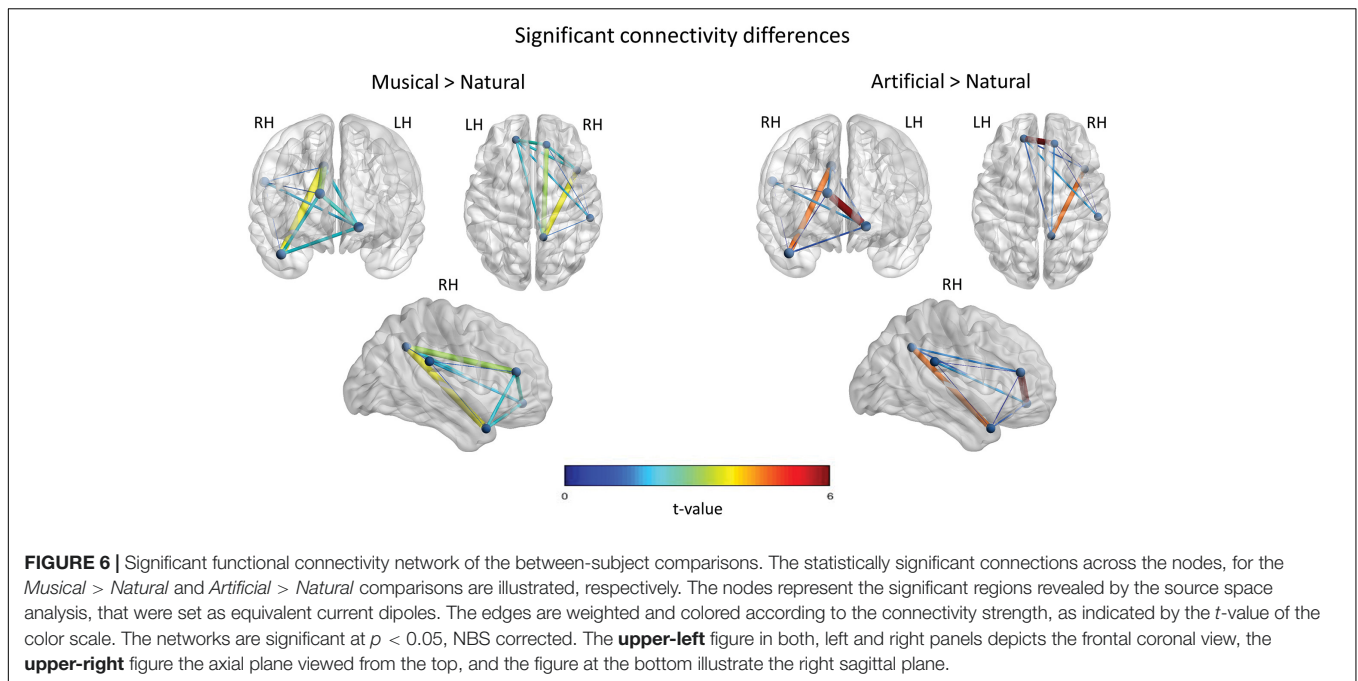 Significant connectivity differences
Musical > Natural
Artificial > Natural
RH
LH
LH
RH
RH
LH
LH
RH
RH
RH
0
6
t-value
FIGURE 6 | Significant functional connectivity network of the between-subject comparisons. The statistically significant connections across the nodes, for the
Musical > Natural and Artificial > Natural comparisons are illustrated, respectively. The nodes represent the significant regions revealed by the source space
analysis, that were set as equivalent current dipoles. The edges are weighted and colored according to the connectivity strength, as indicated by the t-value of the
color scale. The networks are significant at p < 0.05, NBS corrected. The upper-left figure in both, left and right panels depicts the frontal coronal view, the
upper-right figure the axial plane viewed from the top, and the figure at the bottom illustrate the right sagittal plane.